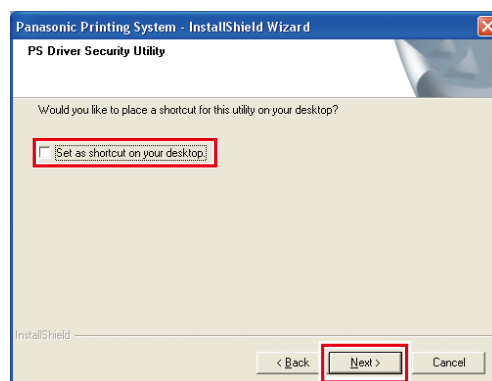 Panasonic Printing System - InstallShield Wizard
PS Driver Security Utility
Would you like to place a shortcut for this utility on your desktop?
Set as shortcut on your desktop.
InstallShield
< Back Next > Cancel